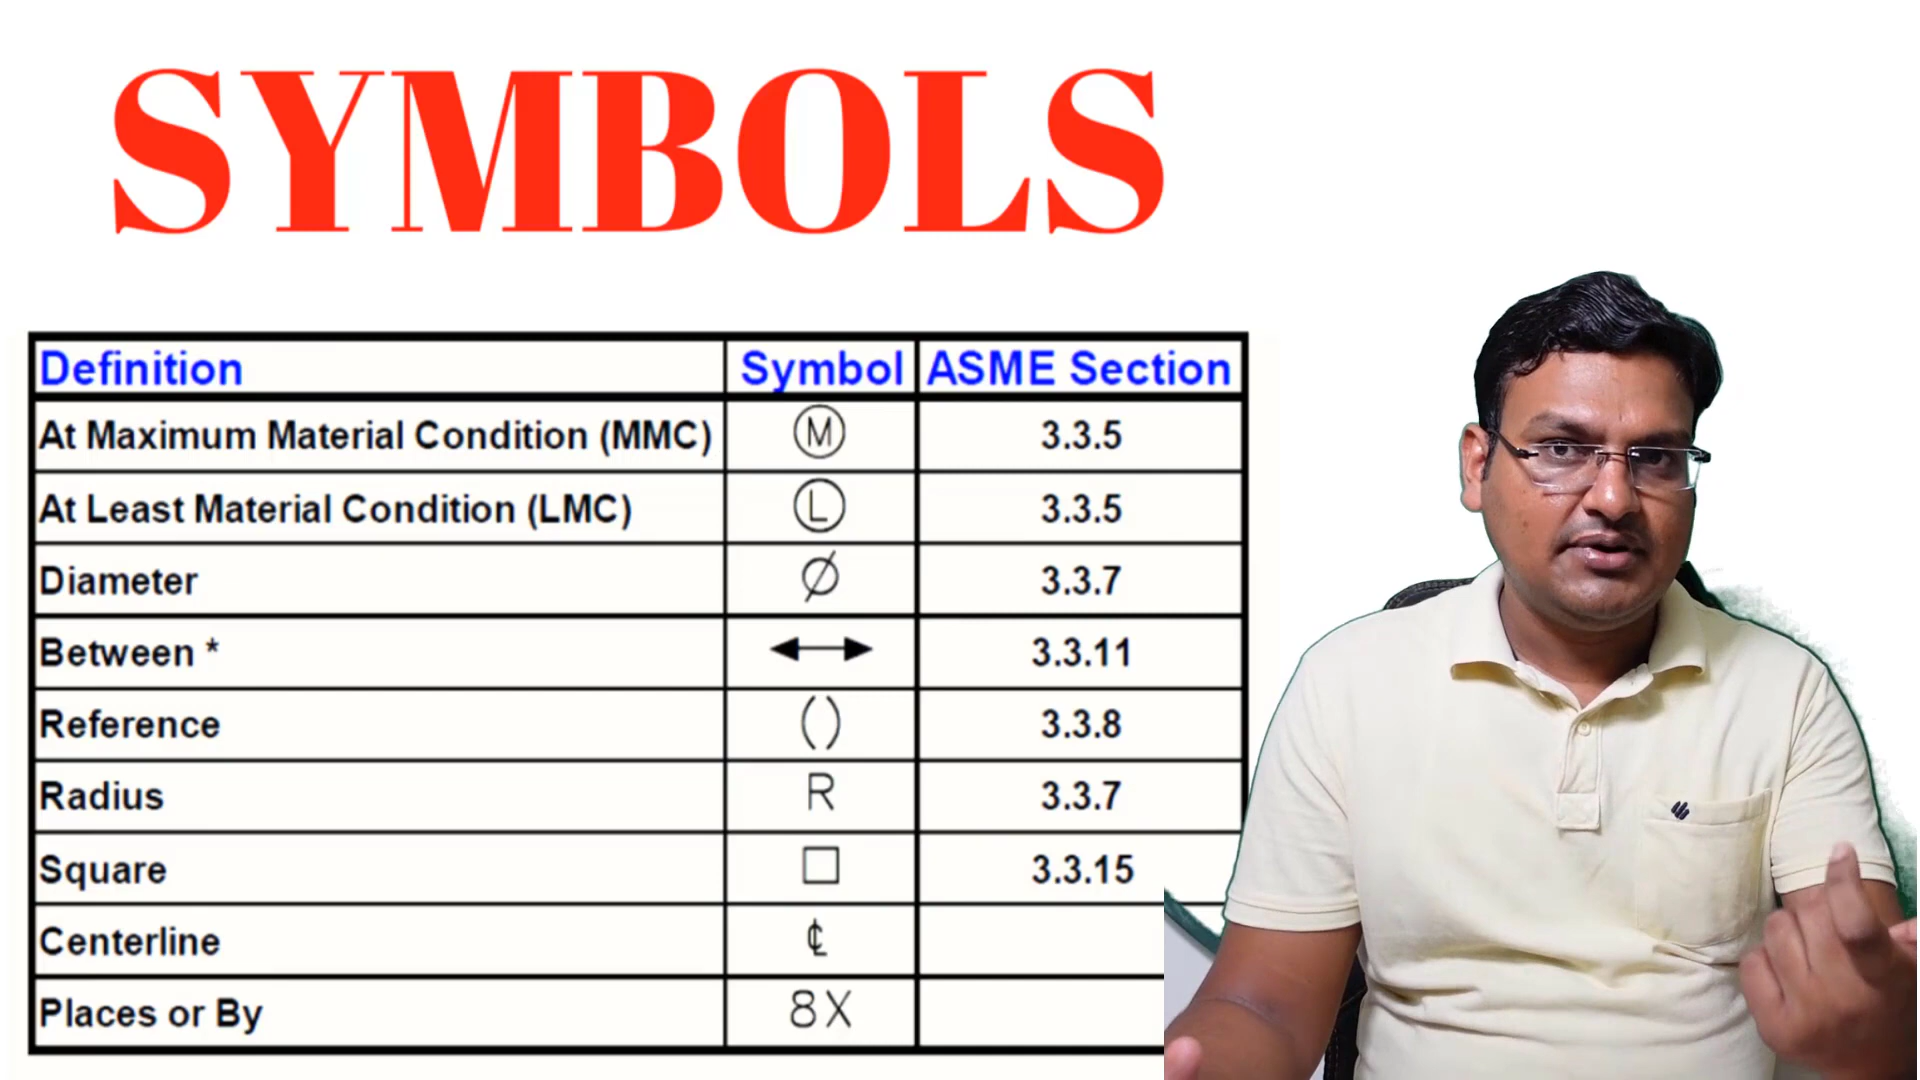 SYMBOLS
Definition Symbol ASME Section
At Maximum Material Condition (MMC) Ⓜ 3.3.5
At Least Material Condition (LMC) Ⓛ 3.3.5
Diameter ⌀ 3.3.7
Between * ↔ 3.3.11
Reference () 3.3.8
Radius R 3.3.7
Square □ 3.3.15
Centerline ℄
Places or By 8X